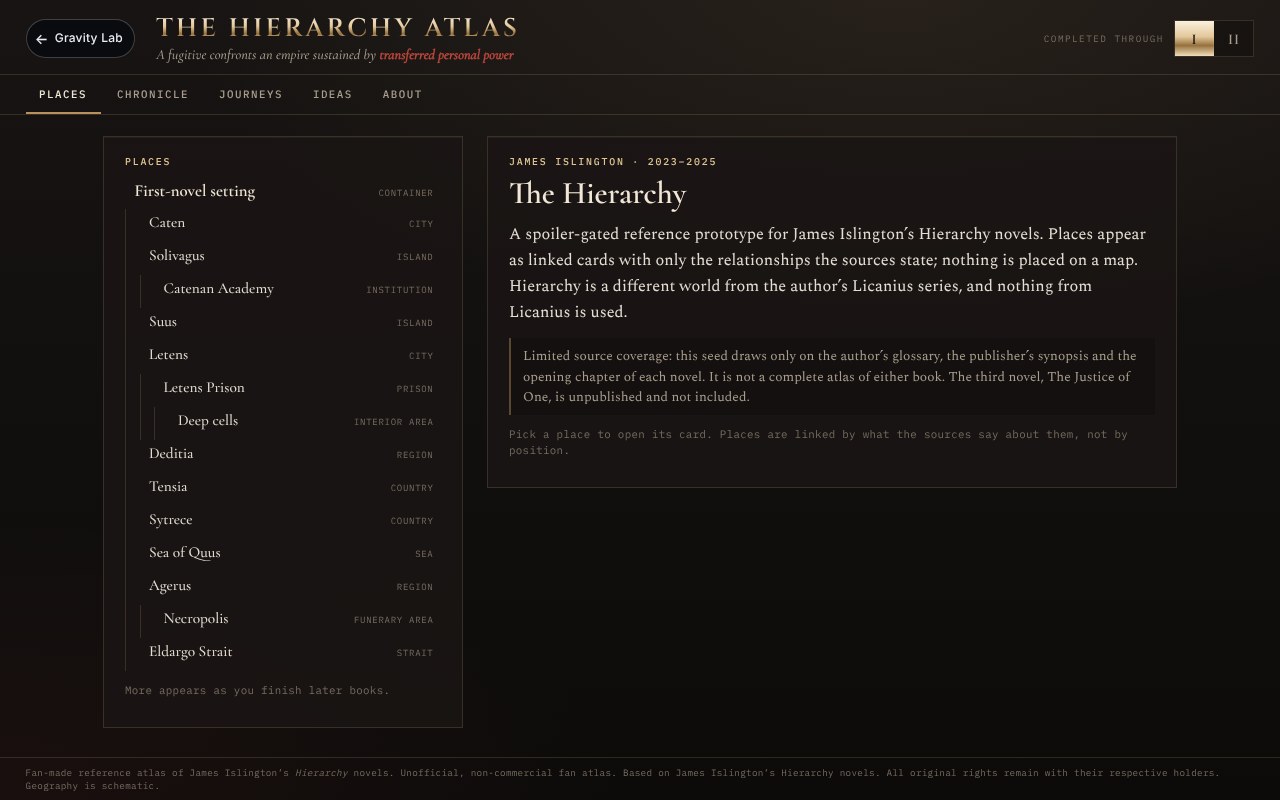 ← Gravity Lab
THE HIERARCHY ATLAS
A fugitive confronts an empire sustained by transferred personal power
COMPLETED THROUGH
I
II
PLACES
CHRONICLE
JOURNEYS
IDEAS
ABOUT
PLACES
First-novel setting CONTAINER
Caten CITY
Solivagus ISLAND
Catenan Academy INSTITUTION
Suus ISLAND
Letens CITY
Letens Prison PRISON
Deep cells INTERIOR AREA
Deditia REGION
Tensia COUNTRY
Sytrece COUNTRY
Sea of Quus SEA
Agerus REGION
Necropolis FUNERARY AREA
Eldargo Strait STRAIT
More appears as you finish later books.
JAMES ISLINGTON · 2023–2025
The Hierarchy
A spoiler-gated reference prototype for James Islington’s Hierarchy novels. Places appear
as linked cards with only the relationships the sources state; nothing is placed on a map.
Hierarchy is a different world from the author’s Licanius series, and nothing from
Licanius is used.
Limited source coverage: this seed draws only on the author’s glossary, the publisher’s synopsis and the
opening chapter of each novel. It is not a complete atlas of either book. The third novel, The Justice of
One, is unpublished and not included.
Pick a place to open its card. Places are linked by what the sources say about them, not by
position.
Fan-made reference atlas of James Islington’s Hierarchy novels. Unofficial, non-commercial fan atlas. Based on James Islington’s Hierarchy novels. All original rights remain with their respective holders.
Geography is schematic.